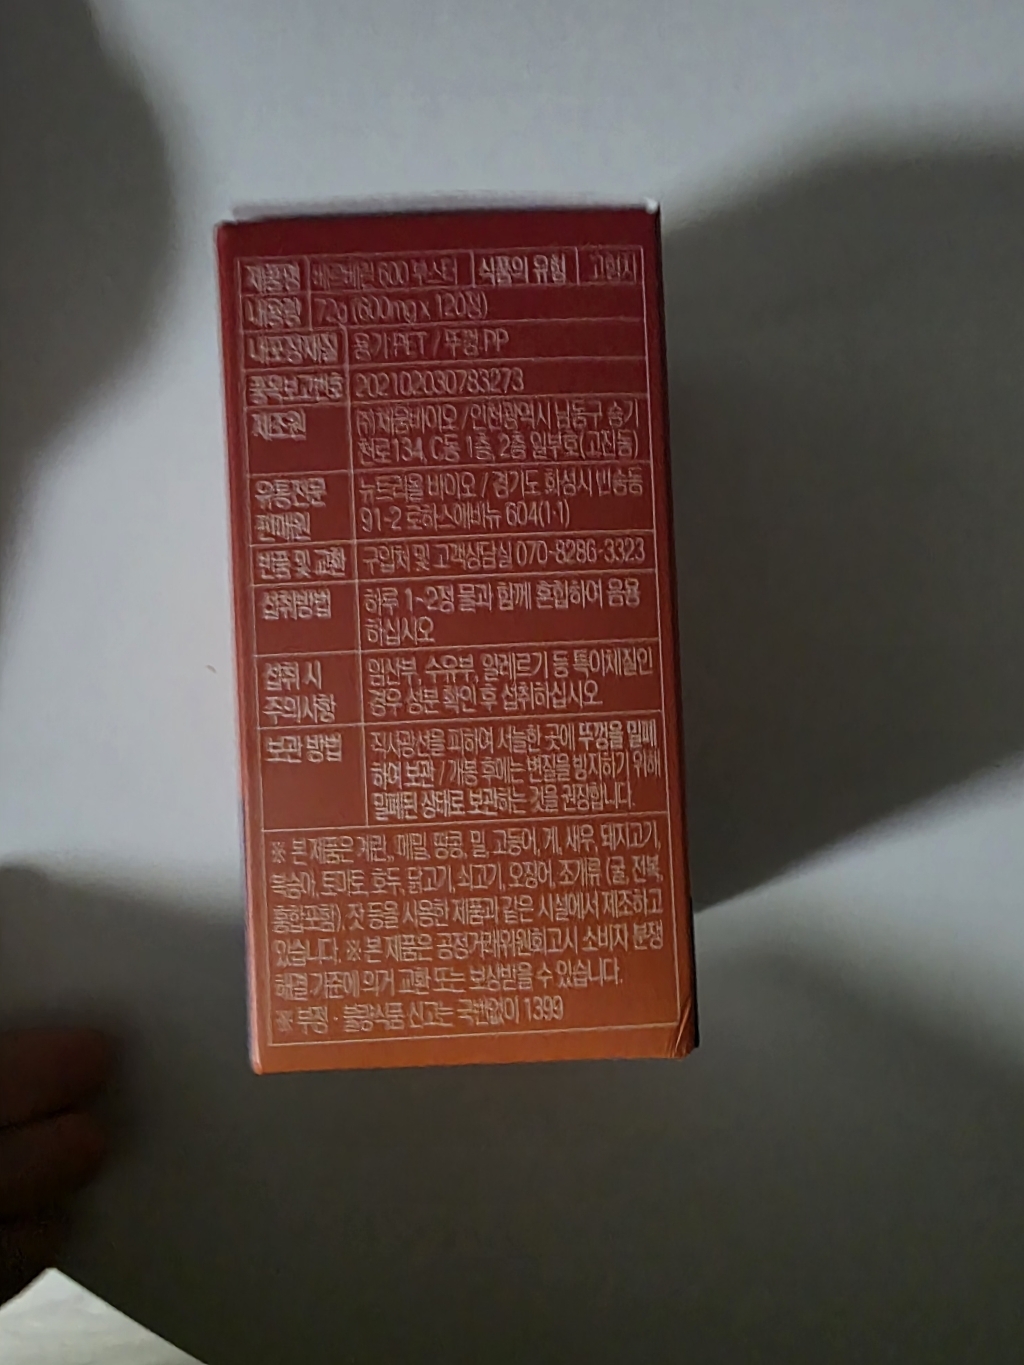 제품명 베르베린 600 부스터 식품의 유형 고형차
내용량 72g (600mg x 120정)
내포장재질 용기:PET / 뚜껑:PP
품목보고번호 202102030783273
제조원 ㈜채움바이오 / 인천광역시 남동구 승기
천로134, C동 1층, 2층 일부호(고잔동)
유통전문 뉴트리올 바이오 / 경기도 화성시 반송동
판매원 91-2 로하스애비뉴 604(1-1)
반품 및 교환 구입처 및 고객상담실 070-8286-3323
섭취방법 하루 1~2정 물과 함께 혼합하여 음용
하십시오
섭취 시 임산부, 수유부, 알레르기 등 특이체질인
주의사항 경우 성분 확인 후 섭취하십시오
보관 방법 직사광선을 피하여 서늘한 곳에 뚜껑을 밀폐
하여 보관 / 개봉 후에는 변질을 방지하기 위해
밀폐된 상태로 보관하는 것을 권장합니다.
※ 본 제품은 계란, 메밀, 땅콩, 밀, 고등어, 게, 새우, 돼지고기,
복숭아, 토마토, 호두, 닭고기, 쇠고기, 오징어, 조개류 (굴, 전복,
홍합포함), 잣 등을 사용한 제품과 같은 시설에서 제조하고
있습니다. ※ 본 제품은 공정거래위원회고시 소비자 분쟁
해결 기준에 의거 교환 또는 보상받을 수 있습니다.
※ 부정 · 불량식품 신고는 국번없이 1399